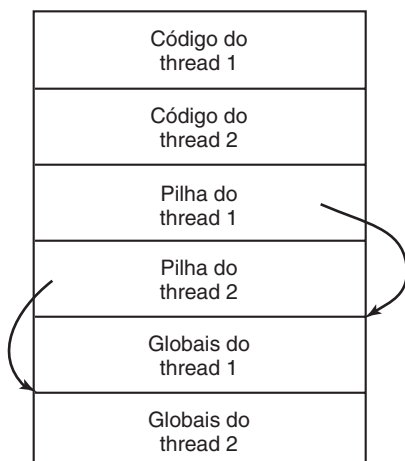 Código do
thread 1
Código do
thread 2
Pilha do
thread 1
Pilha do
thread 2
Globais do
thread 1
Globais do
thread 2